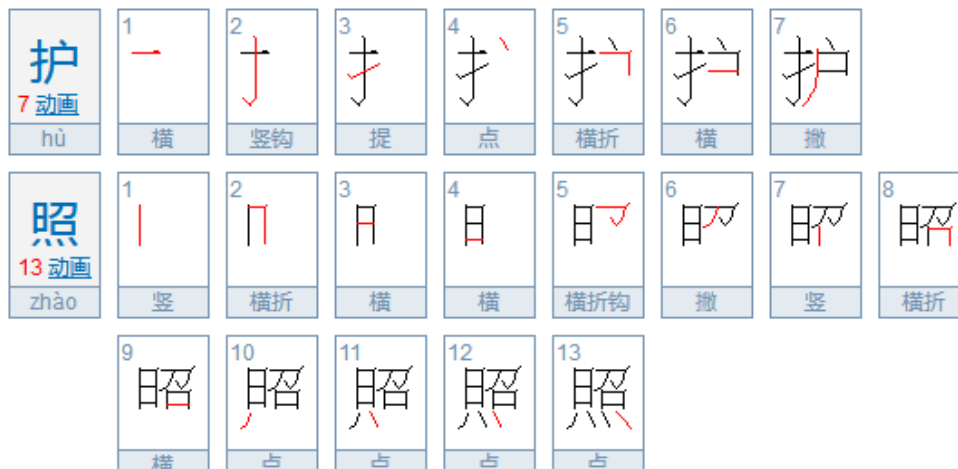 护 1 2 3 4 5 6 7
7 动画
hù 横 竖钩 提 点 横折 横 撇
照 1 2 3 4 5 6 7 8
13 动画
zhào 竖 横折 横 横 横折钩 撇 竖 横折
9 10 11 12 13
横 点 点 点 点